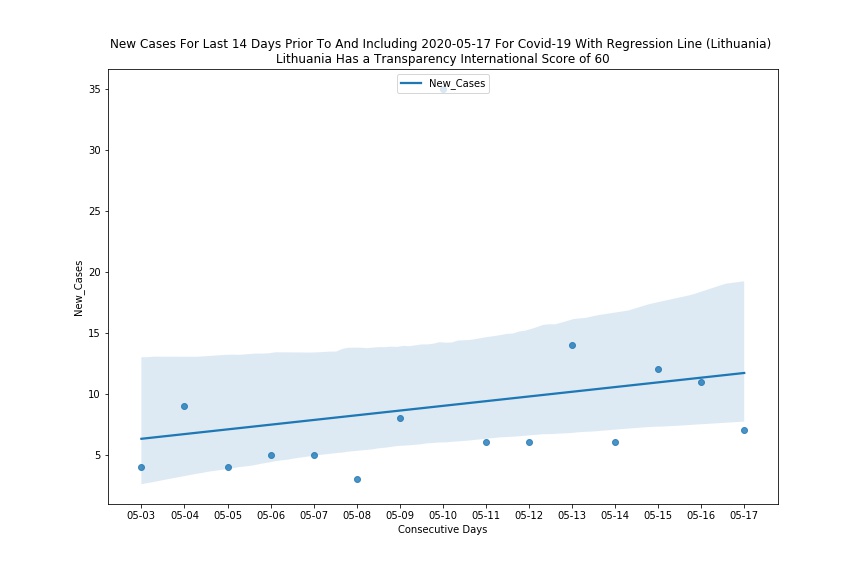 New Cases For Last 14 Days Prior To And Including 2020-05-17 For Covid-19 With Regression Line (Lithuania)
Lithuania Has a Transparency International Score of 60
New_Cases
35
30
25
20
15
10
5
New_Cases
05-03 05-04 05-05 05-06 05-07 05-08 05-09 05-10 05-11 05-12 05-13 05-14 05-15 05-16 05-17
Consecutive Days